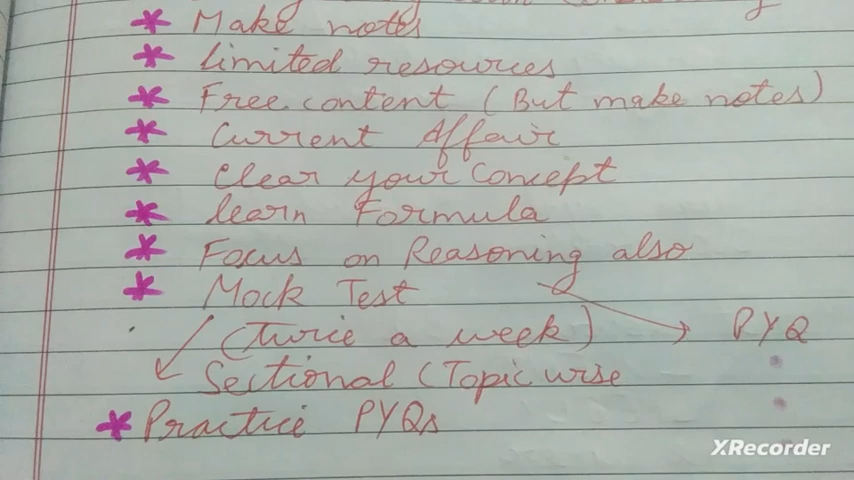 * Make notes
* Limited resources
* Free content (But make notes)
* Current Affair
* Clear your Concept
* learn Formula
* Focus on Reasoning also
* Mock Test
(twice a week) → PYQ
Sectional (Topic wise
* Practice PYQs
XRecorder